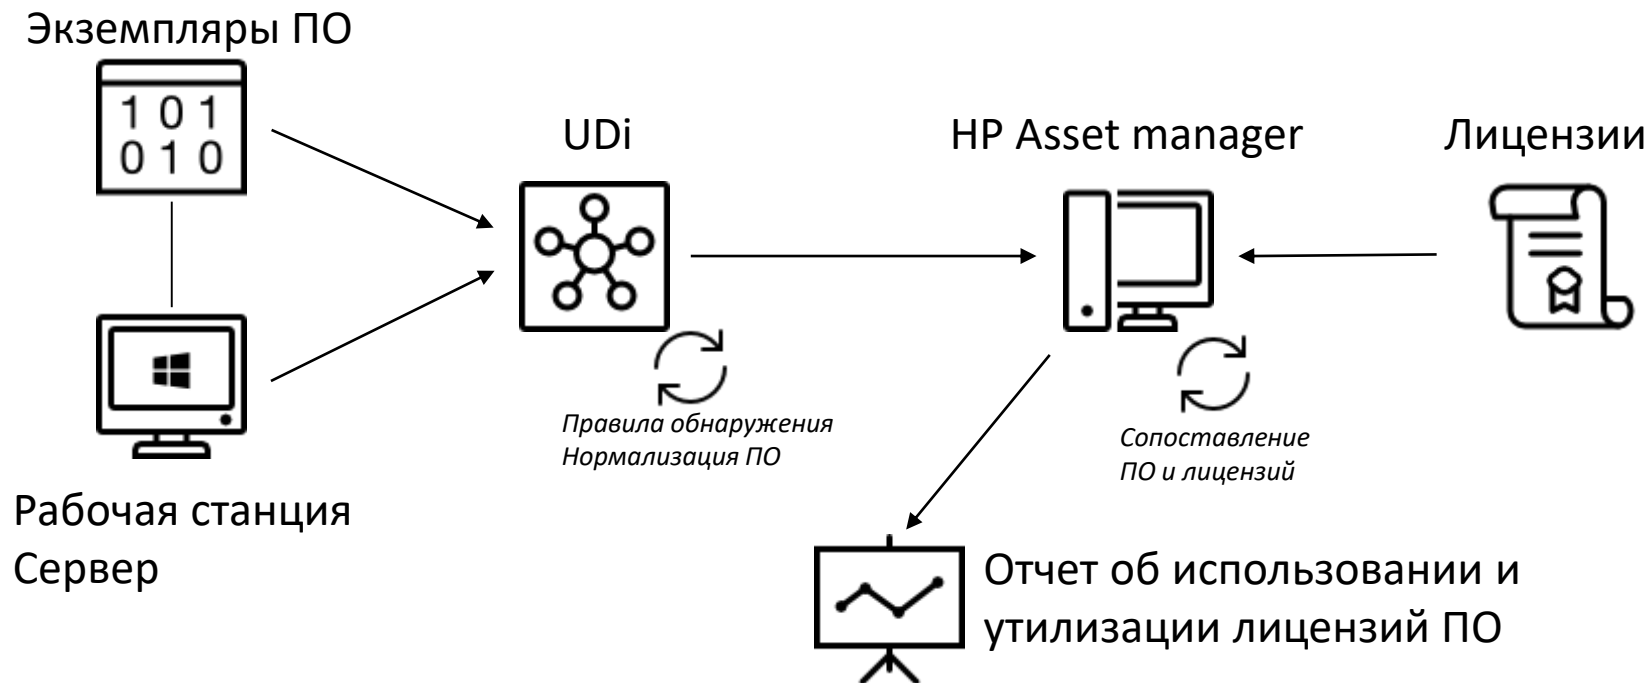 Экземпляры ПО
101
010
UDi
HP Asset manager
Лицензии
Правила обнаружения
Нормализация ПО
Сопоставление
ПО и лицензий
Рабочая станция
Сервер
Отчет об использовании и
утилизации лицензий ПО